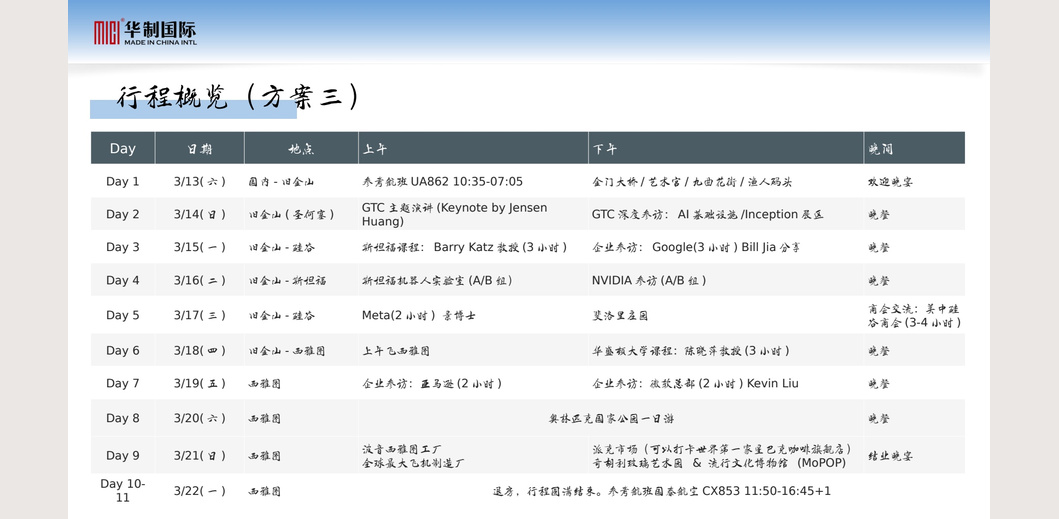 MICI 华制国际
MADE IN CHINA INTL
行程概览（方案三）
Day 日期 地点 上午 下午 晚间
Day 1 3/13(六) 国内-旧金山 参考航班 UA862 10:35-07:05 金门大桥/艺术宫/九曲花街/渔人码头 欢迎晚宴
Day 2 3/14(日) 旧金山(圣何塞) GTC 主题演讲(Keynote by Jensen Huang) GTC 深度参访： AI 基础设施/Inception 展区 晚餐
Day 3 3/15(一) 旧金山-硅谷 斯坦福课程： Barry Katz 教授(3 小时) 企业参访： Google(3 小时) Bill Jia 分享 晚餐
Day 4 3/16(二) 旧金山-斯坦福 斯坦福机器人实验室(A/B 组) NVIDIA 参访(A/B 组) 晚餐
Day 5 3/17(三) 旧金山-硅谷 Meta(2 小时) 景博士 斐洛里庄园 商会交流：美中硅谷商会(3-4 小时)
Day 6 3/18(四) 旧金山-西雅图 上午飞西雅图 华盛顿大学课程：陈晓萍教授(3 小时) 晚餐
Day 7 3/19(五) 西雅图 企业参访：亚马逊(2 小时) 企业参访：微软总部(2 小时) Kevin Liu 晚餐
Day 8 3/20(六) 西雅图 奥林匹克国家公园一日游 晚餐
Day 9 3/21(日) 西雅图 波音西雅图工厂 派克市场（可以打卡世界第一家星巴克咖啡旗舰店） 结业晚宴
全球最大飞机制造厂 奇胡利玻璃艺术园 & 流行文化博物馆 (MoPOP)
Day 10-11 3/22(一) 西雅图 退房，行程圆满结束。参考航班国泰航空 CX853 11:50-16:45+1